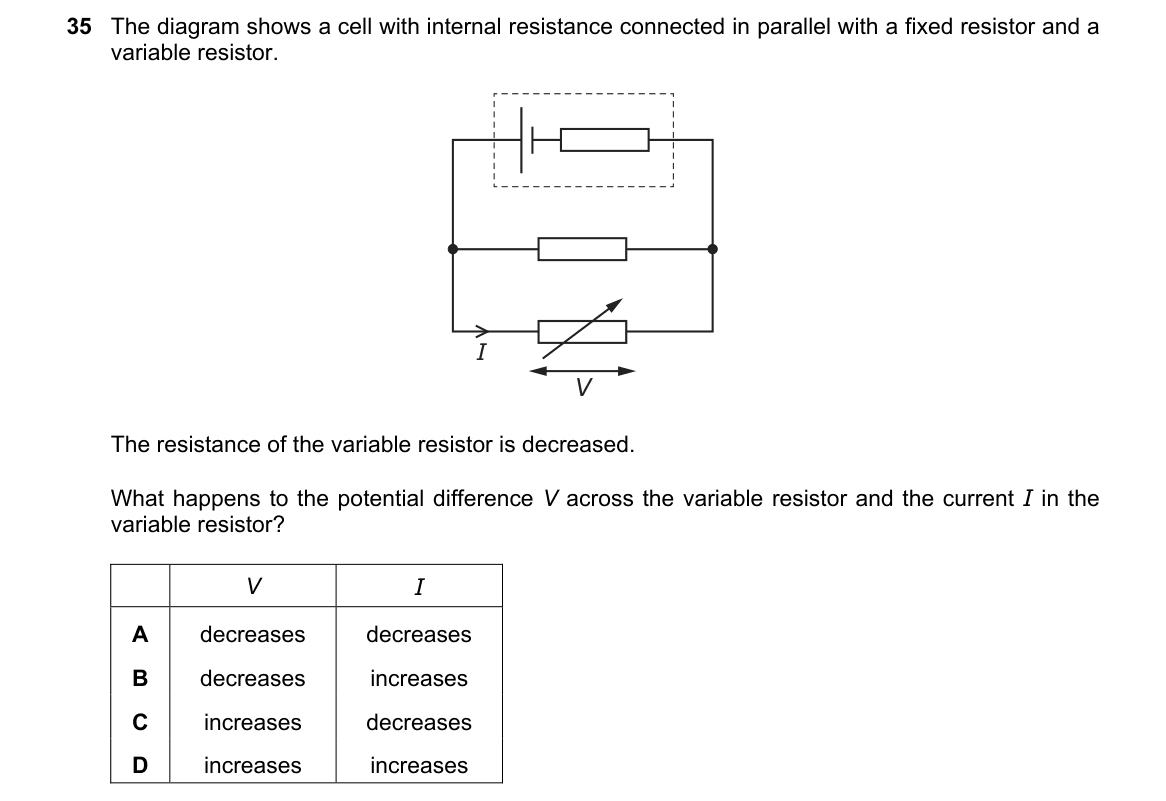 35 The diagram shows a cell with internal resistance connected in parallel with a fixed resistor and a
variable resistor.
I
V
The resistance of the variable resistor is decreased.
What happens to the potential difference V across the variable resistor and the current I in the
variable resistor?
V I
A decreases decreases
B decreases increases
C increases decreases
D increases increases